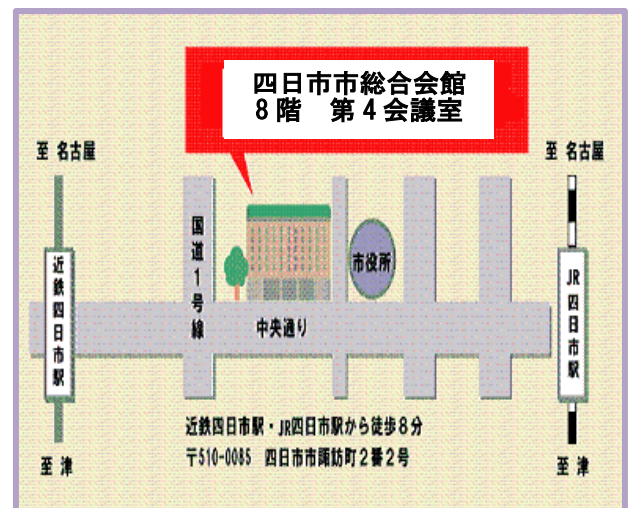 四日市市総合会館
8階　第4会議室
至 名古屋
至 名古屋
国道1号線
市役所
近鉄四日市駅
JR四日市駅
中央通り
近鉄四日市駅・JR四日市駅から徒歩8分
〒510-0085　四日市市諏訪町2番2号
至 津
至 津